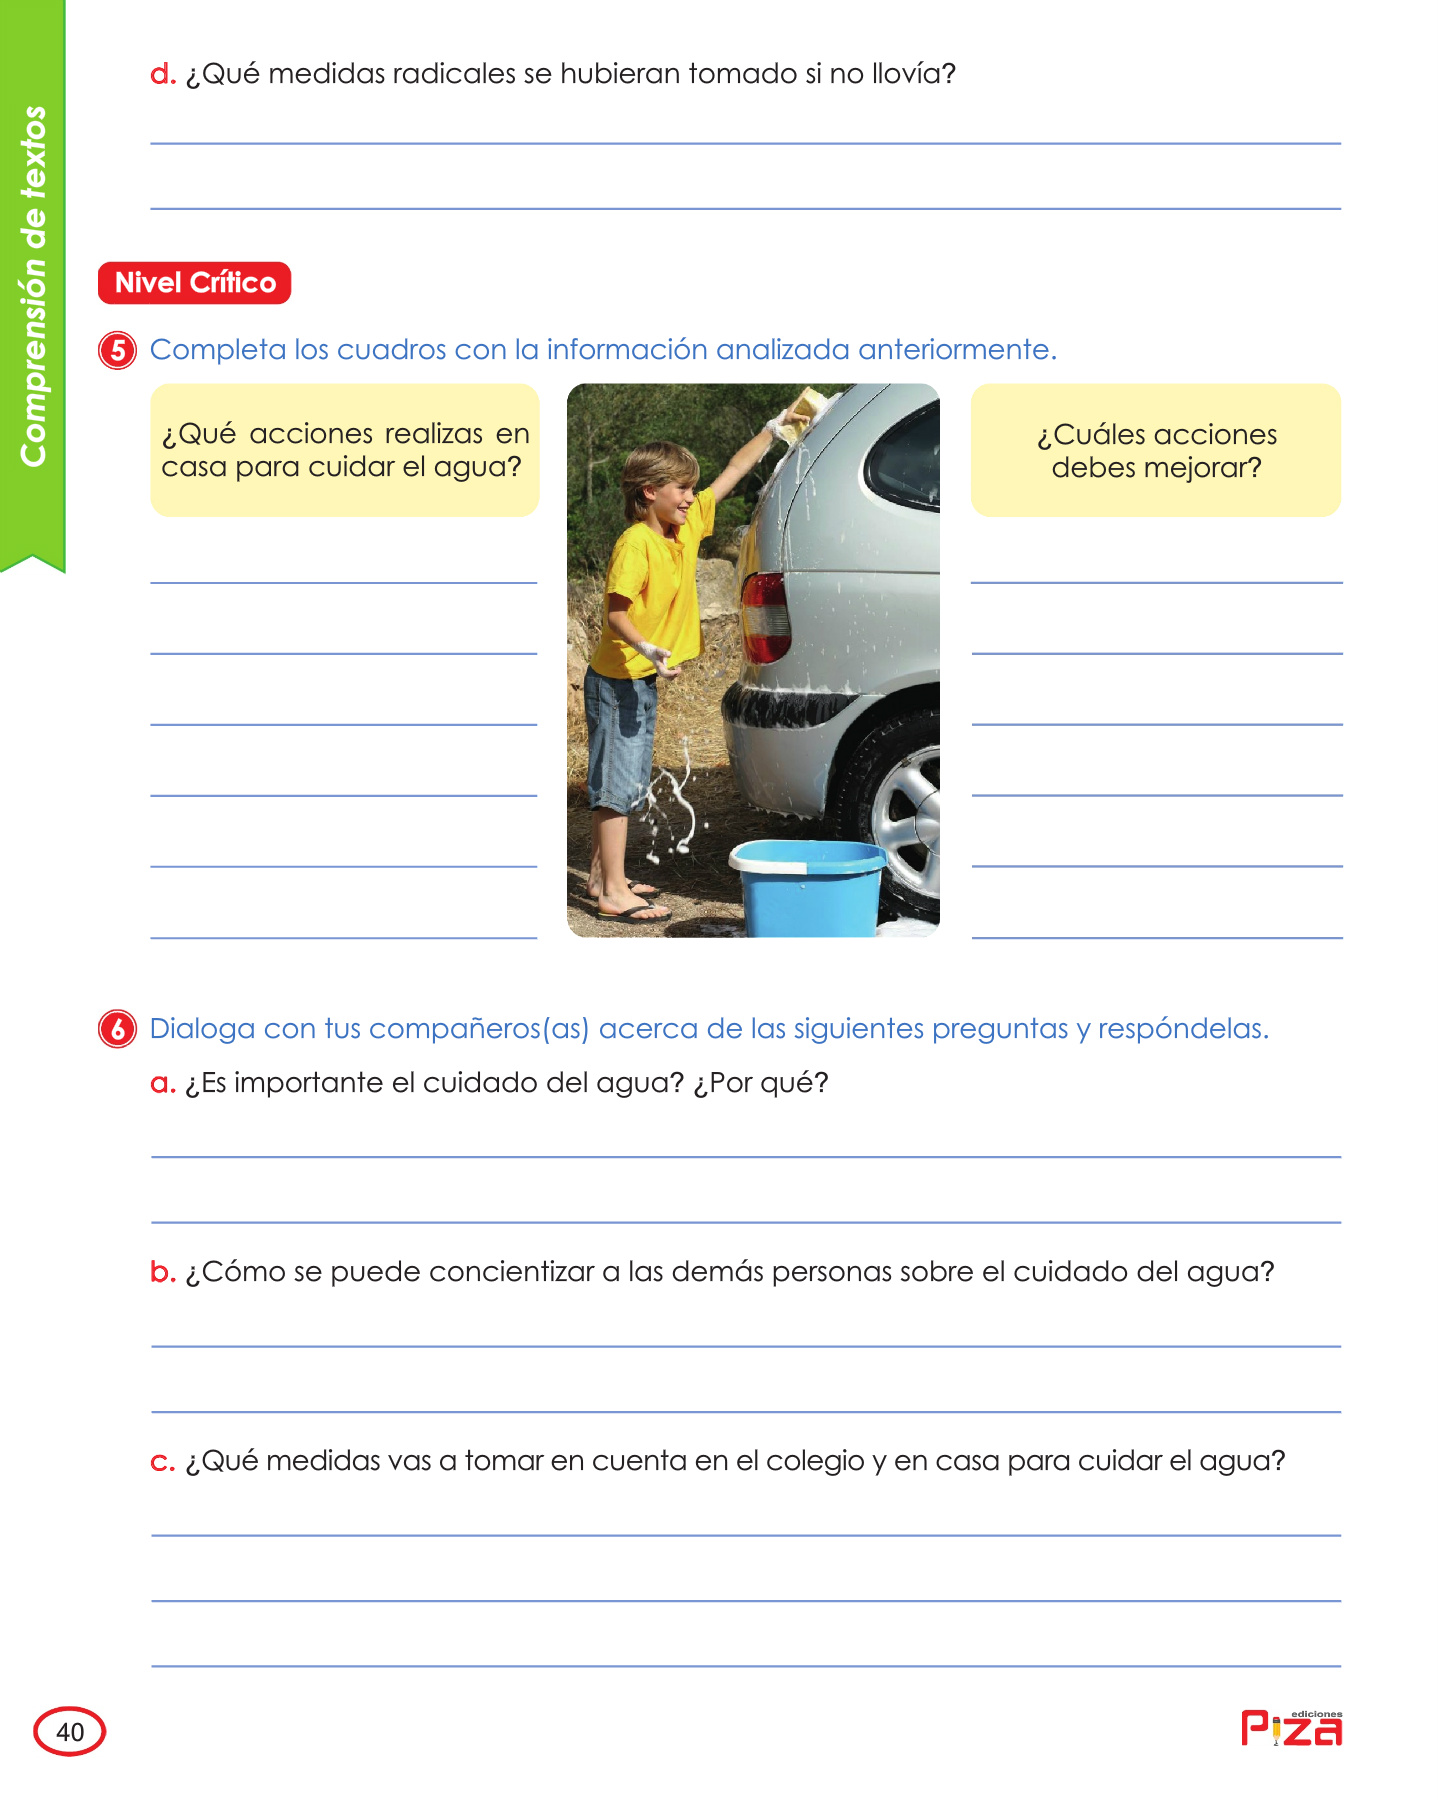 Comprensión de textos
d. ¿Qué medidas radicales se hubieran tomado si no llovía?
Nivel Crítico
5 Completa los cuadros con la información analizada anteriormente.
¿Qué acciones realizas en
casa para cuidar el agua?
¿Cuáles acciones
debes mejorar?
6 Dialoga con tus compañeros(as) acerca de las siguientes preguntas y respóndelas.
a. ¿Es importante el cuidado del agua? ¿Por qué?
b. ¿Cómo se puede concientizar a las demás personas sobre el cuidado del agua?
c. ¿Qué medidas vas a tomar en cuenta en el colegio y en casa para cuidar el agua?
40
ediciones
Piza